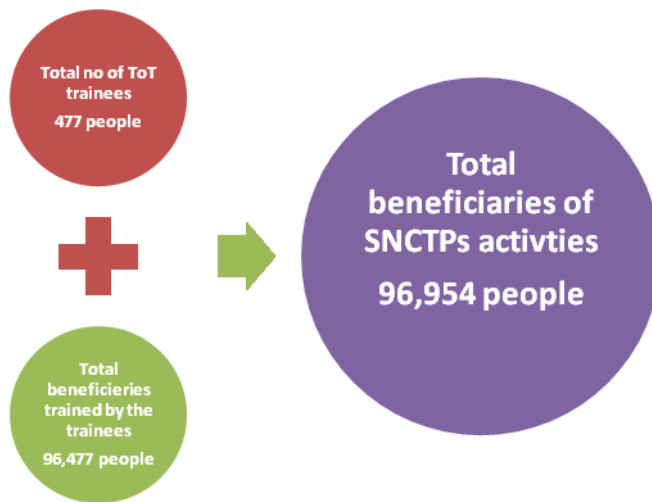 Total no of ToT
trainees
477 people
Total
beneficieries
trained by the
trainees
96,477 people
Total
beneficiaries of
SNCTPs activties
96,954 people